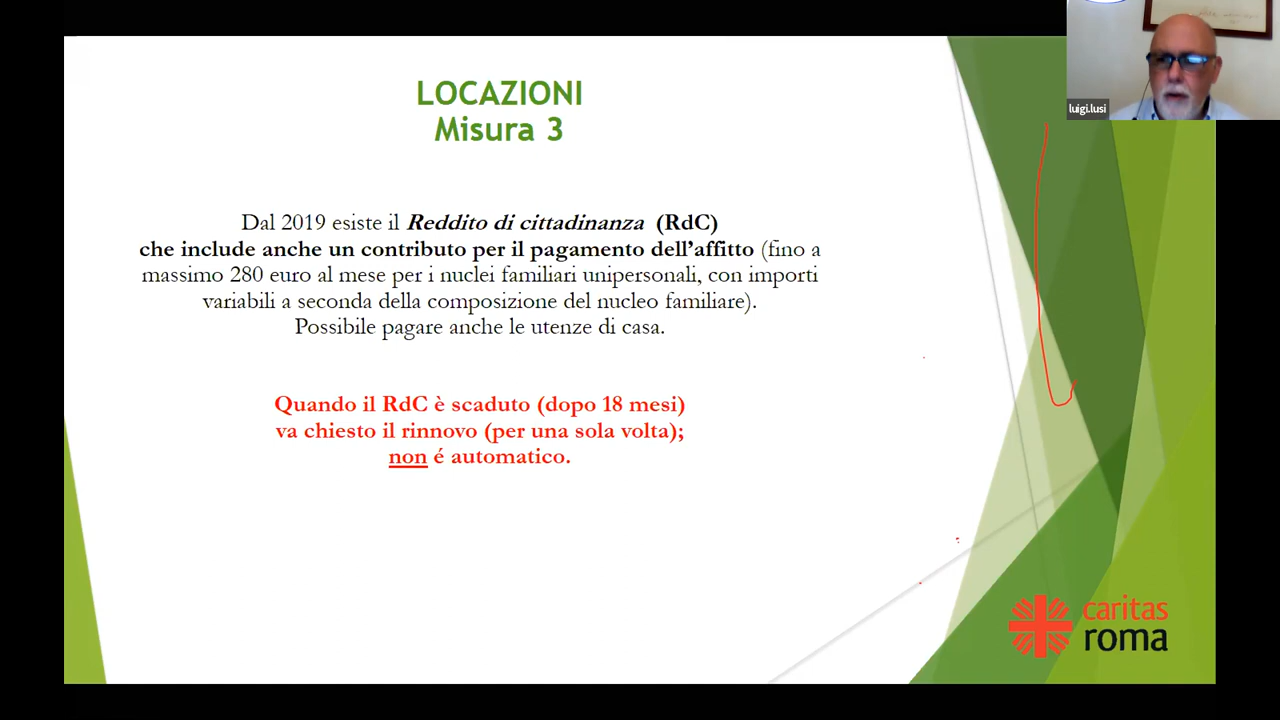 LOCAZIONI
Misura 3
luigi.lusi
Dal 2019 esiste il Reddito di cittadinanza (RdC)
che include anche un contributo per il pagamento dell'affitto (fino a
massimo 280 euro al mese per i nuclei familiari unipersonali, con importi
variabili a seconda della composizione del nucleo familiare).
Possibile pagare anche le utenze di casa.
Quando il RdC è scaduto (dopo 18 mesi)
va chiesto il rinnovo (per una sola volta);
non é automatico.
caritas
roma